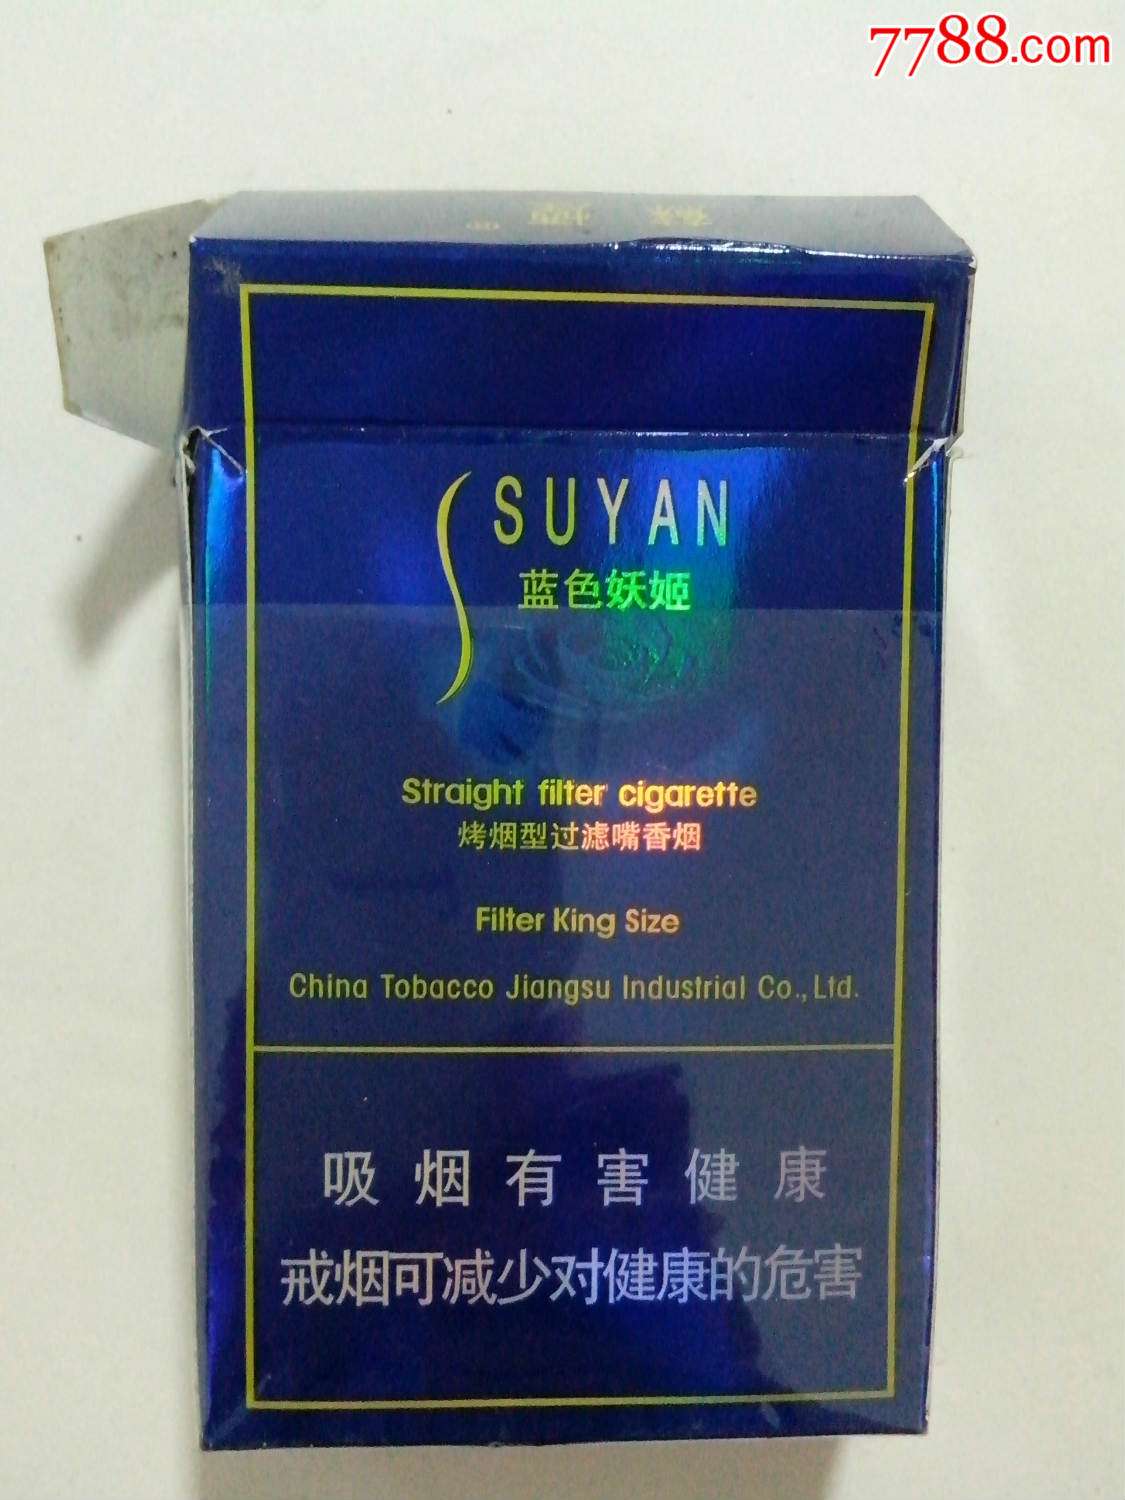 7788.com
SUYAN
蓝色妖姬
Straight filter cigarette
烤烟型过滤嘴香烟
Filter King Size
China Tobacco Jiangsu Industrial Co., Ltd.
吸烟有害健康
戒烟可减少对健康的危害